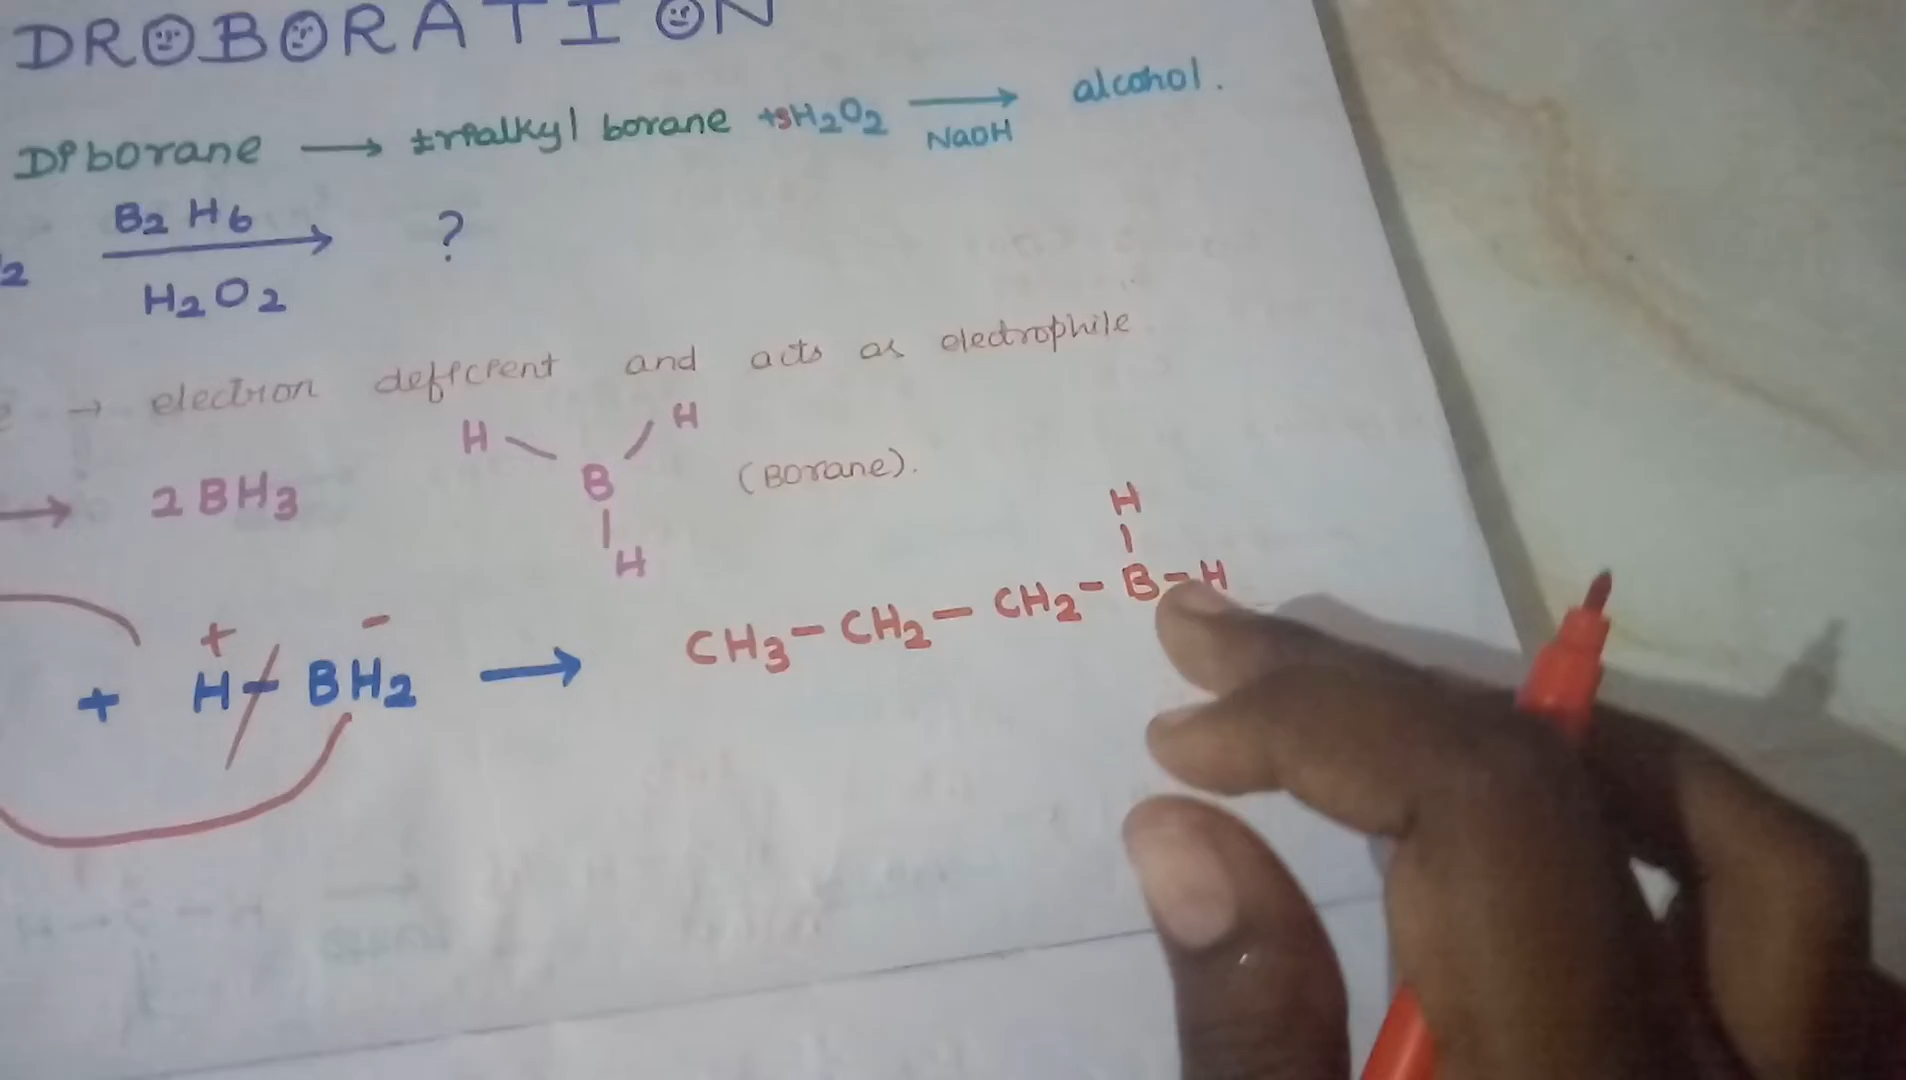 DROBORATION
Diborane → trialkyl borane + 3H2O2 → alcohol.
NaOH
B2H6
2 → ?
H2O2
→ electron deficient and acts as electrophile
H H
→ 2BH3 B (Borane).
H
H
CH3-CH2-CH2-B-H
+ -
+ H-BH2 →